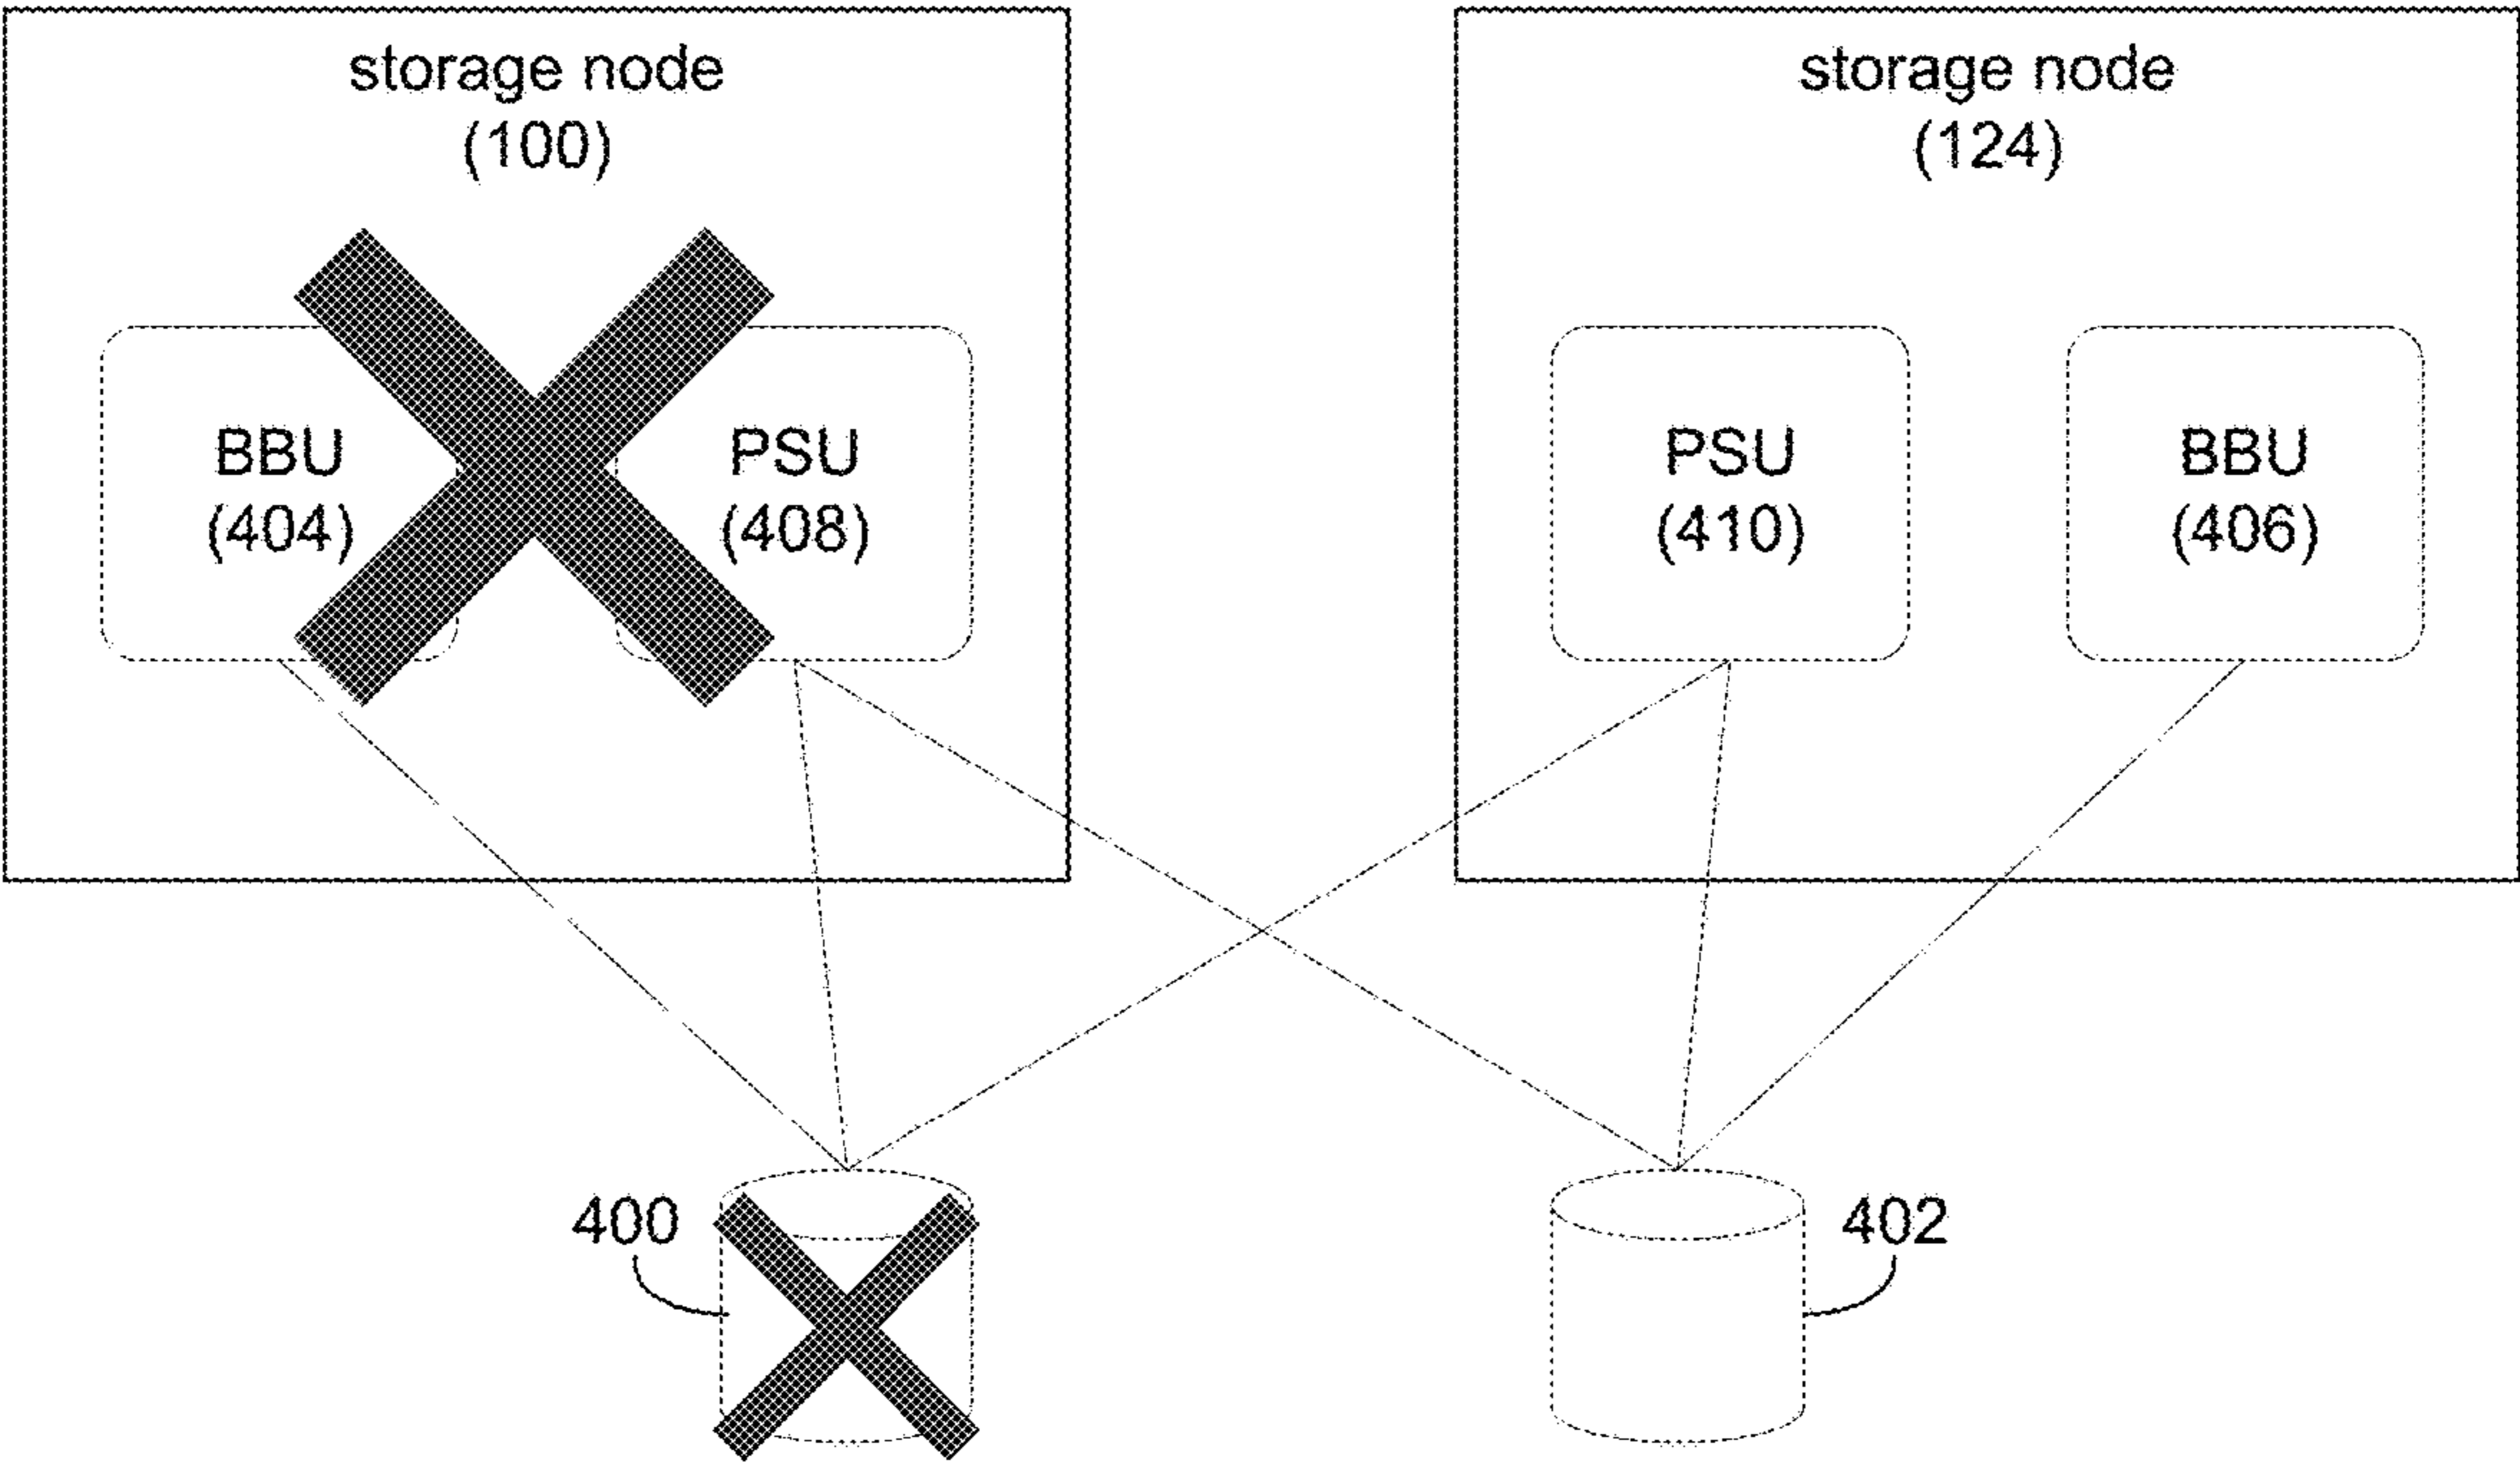 storage node
(100)
storage node
(124)
BBU
(404)
PSU
(408)
PSU
(410)
BBU
(406)
400
402